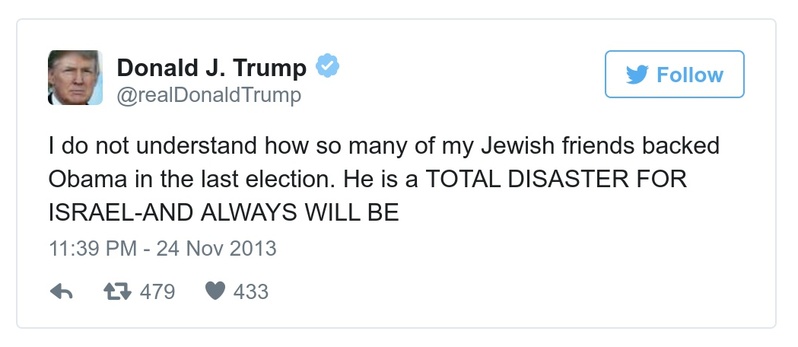 Donald J. Trump
@realDonaldTrump
Follow
I do not understand how so many of my Jewish friends backed
Obama in the last election. He is a TOTAL DISASTER FOR
ISRAEL-AND ALWAYS WILL BE
11:39 PM - 24 Nov 2013
479 433